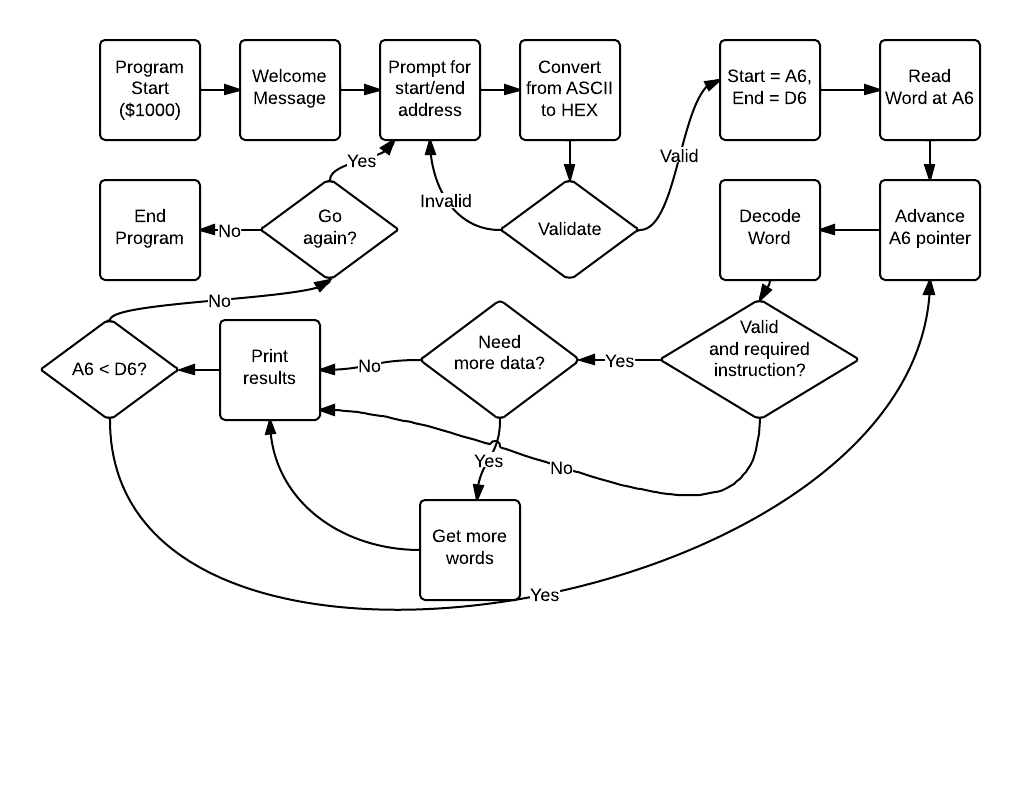 Program
Start
($1000)
Welcome
Message
Prompt for
start/end
address
Convert
from ASCII
to HEX
Start = A6,
End = D6
Read
Word at A6
Yes
Invalid
Valid
End
Program
No
Go
again?
Validate
Decode
Word
Advance
A6 pointer
No
A6 < D6?
Print
results
No
Need
more data?
Yes
Valid
and required
instruction?
Yes
No
Get more
words
Yes